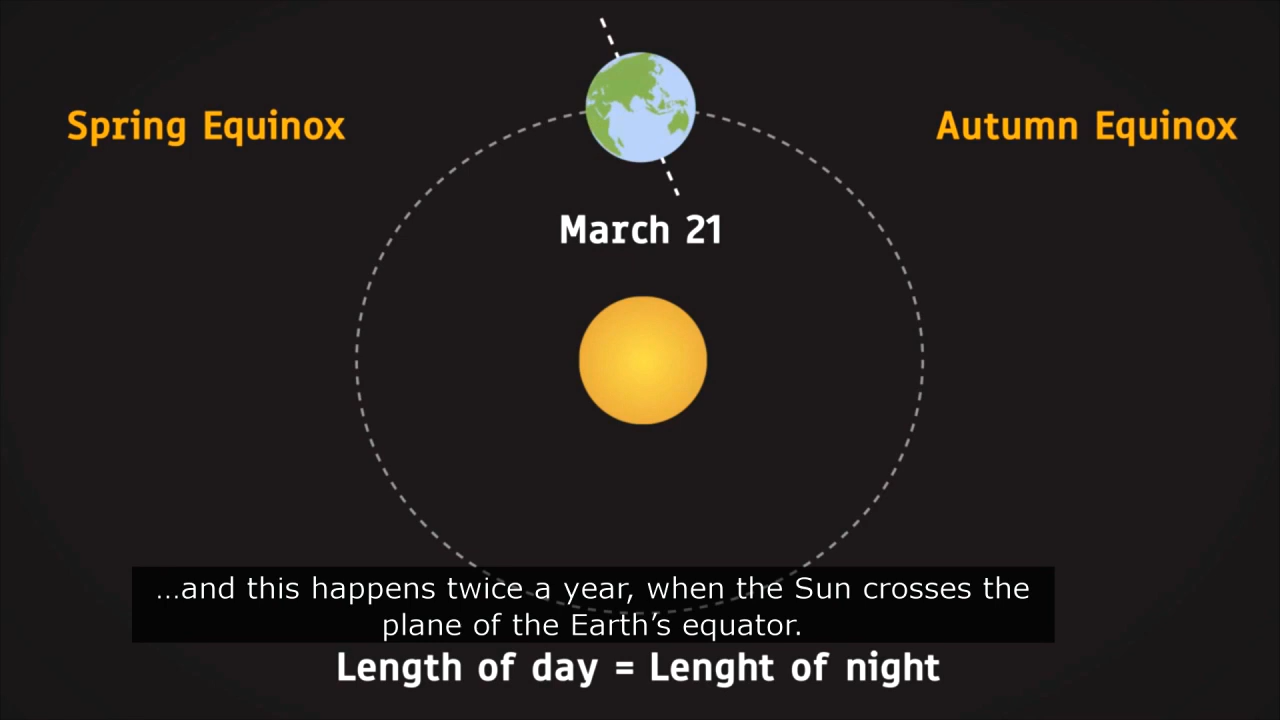 Spring Equinox
Autumn Equinox
March 21
...and this happens twice a year, when the Sun crosses the
plane of the Earth’s equator.
Length of day = Lenght of night